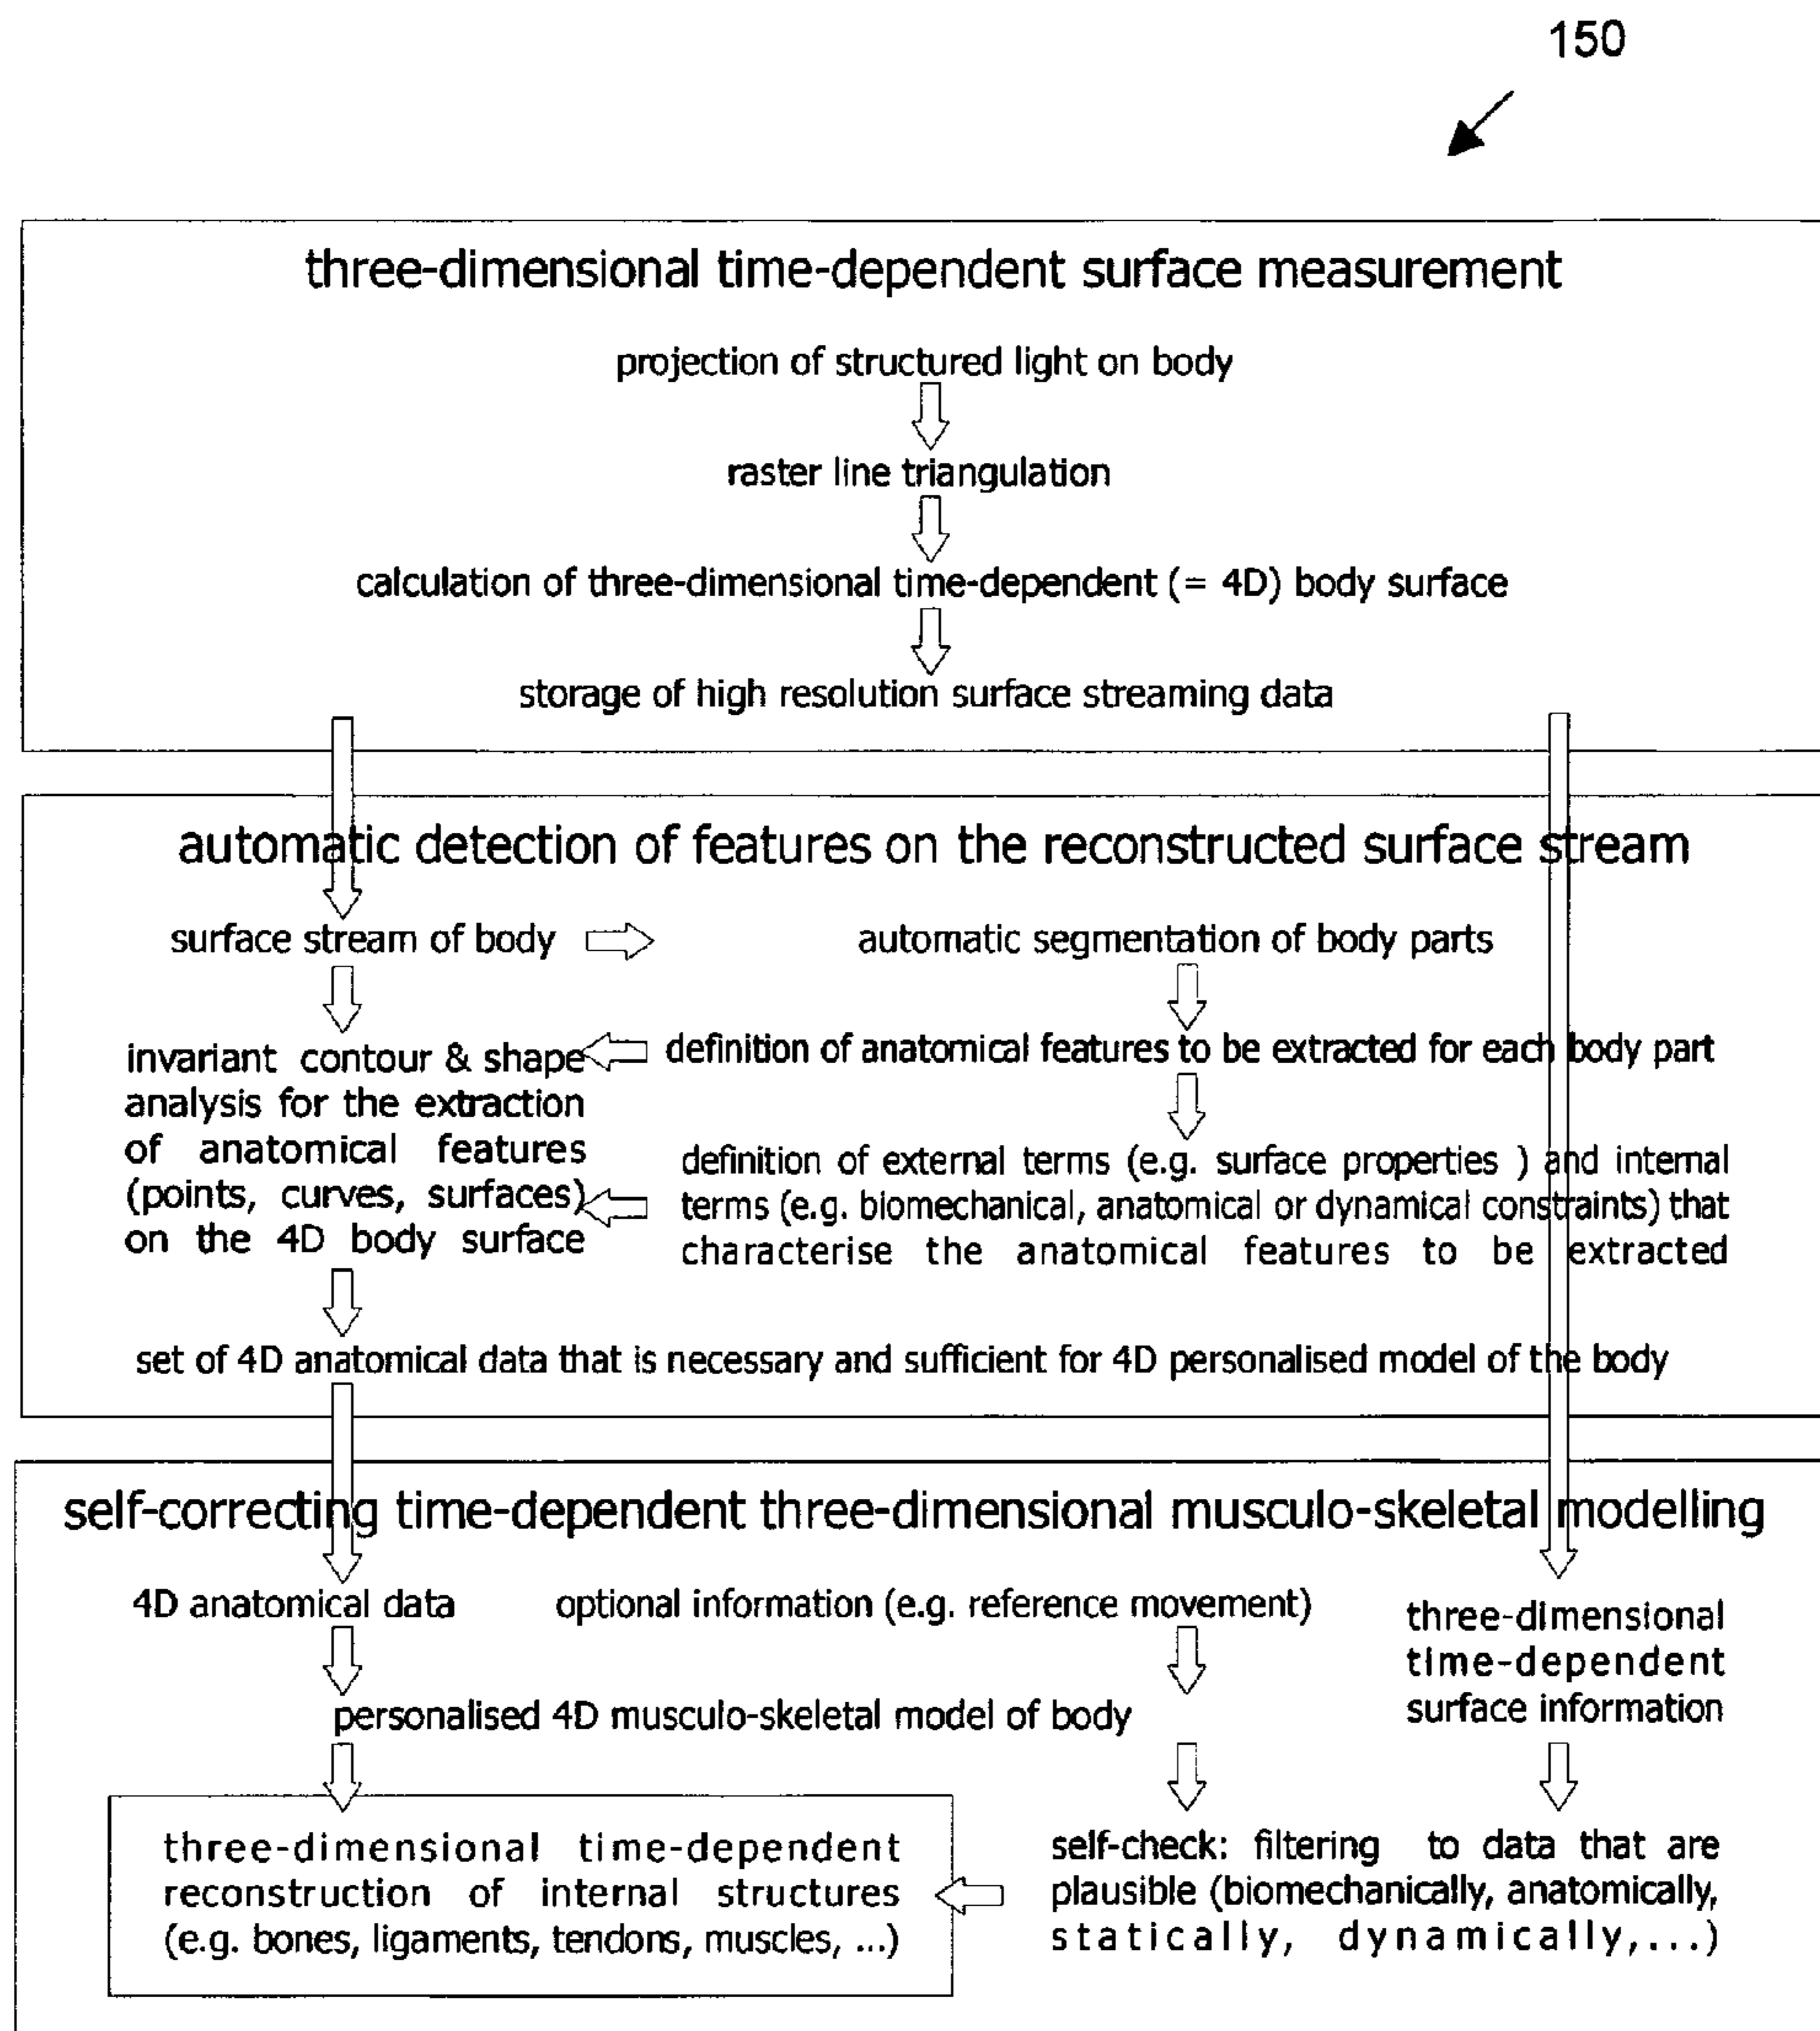 150
three-dimensional time-dependent surface measurement
projection of structured light on body
raster line triangulation
calculation of three-dimensional time-dependent (= 4D) body surface
storage of high resolution surface streaming data
automatic detection of features on the reconstructed surface stream
surface stream of body
automatic segmentation of body parts
invariant contour & shape
analysis for the extraction
of anatomical features
(points, curves, surfaces)
on the 4D body surface
definition of anatomical features to be extracted for each body part
definition of external terms (e.g. surface properties ) and internal
terms (e.g. biomechanical, anatomical or dynamical constraints) that
characterise the anatomical features to be extracted
set of 4D anatomical data that is necessary and sufficient for 4D personalised model of the body
self-correcting time-dependent three-dimensional musculo-skeletal modelling
4D anatomical data
optional information (e.g. reference movement)
three-dimensional
time-dependent
surface information
personalised 4D musculo-skeletal model of body
three-dimensional time-dependent
reconstruction of internal structures
(e.g. bones, ligaments, tendons, muscles, ...)
self-check: filtering to data that are
plausible (biomechanically, anatomically,
statically, dynamically,...)